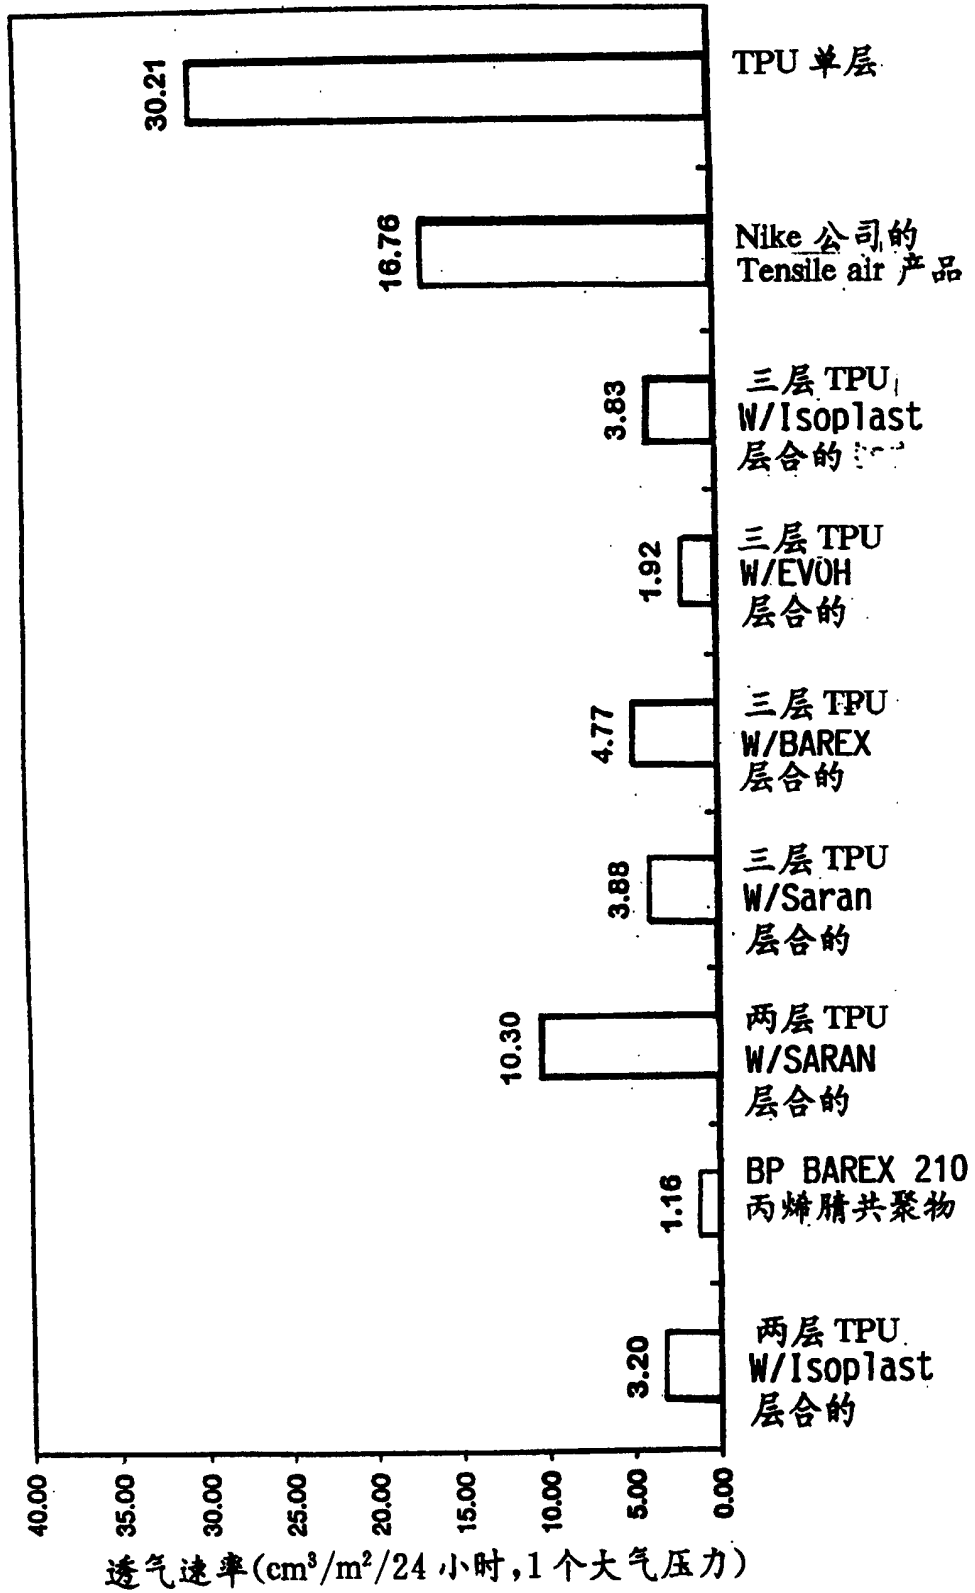 30.21
TPU 单层
16.76
Nike 公司的
Tensile air 产品
3.83
三层 TPU
W/Isoplast
层合的
1.92
三层 TPU
W/EVOH
层合的
4.77
三层 TPU
W/BAREX
层合的
3.88
三层 TPU
W/Saran
层合的
10.30
两层 TPU
W/SARAN
层合的
1.16
BP BAREX 210
丙烯腈共聚物
3.20
两层 TPU
W/Isoplast
层合的
40.00
35.00
30.00
25.00
20.00
15.00
10.00
5.00
0.00
透气速率(cm³/m²/24 小时,1个大气压力)